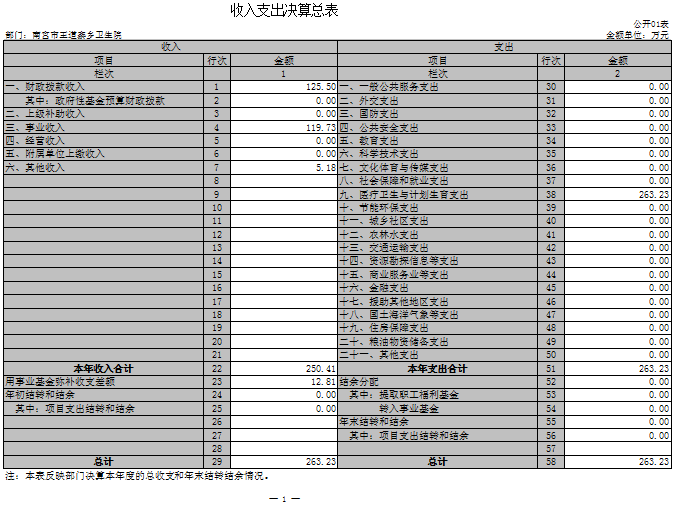 收入支出决算总表
公开01表
部门：南宫市王道寨乡卫生院 金额单位：万元
收入 支出
项目 行次 金额 项目 行次 金额
栏次 1 栏次 2
一、财政拨款收入 1 125.50 一、一般公共服务支出 30 0.00
其中：政府性基金预算财政拨款 2 0.00 二、外交支出 31 0.00
二、上级补助收入 3 0.00 三、国防支出 32 0.00
三、事业收入 4 119.73 四、公共安全支出 33 0.00
四、经营收入 5 0.00 五、教育支出 34 0.00
五、附属单位上缴收入 6 0.00 六、科学技术支出 35 0.00
六、其他收入 7 5.18 七、文化体育与传媒支出 36 0.00
8 八、社会保障和就业支出 37 0.00
9 九、医疗卫生与计划生育支出 38 263.23
10 十、节能环保支出 39 0.00
11 十一、城乡社区支出 40 0.00
12 十二、农林水支出 41 0.00
13 十三、交通运输支出 42 0.00
14 十四、资源勘探信息等支出 43 0.00
15 十五、商业服务业等支出 44 0.00
16 十六、金融支出 45 0.00
17 十七、援助其他地区支出 46 0.00
18 十八、国土海洋气象等支出 47 0.00
19 十九、住房保障支出 48 0.00
20 二十、粮油物资储备支出 49 0.00
21 二十一、其他支出 50 0.00
本年收入合计 22 250.41 本年支出合计 51 263.23
用事业基金弥补收支差额 23 12.81 结余分配 52 0.00
年初结转和结余 24 0.00 其中：提取职工福利基金 53 0.00
其中：项目支出结转和结余 25 0.00 转入事业基金 54 0.00
26 年末结转和结余 55 0.00
27 其中：项目支出结转和结余 56 0.00
28 57
总计 29 263.23 总计 58 263.23
注：本表反映部门决算本年度的总收支和年末结转结余情况。
— 1 —